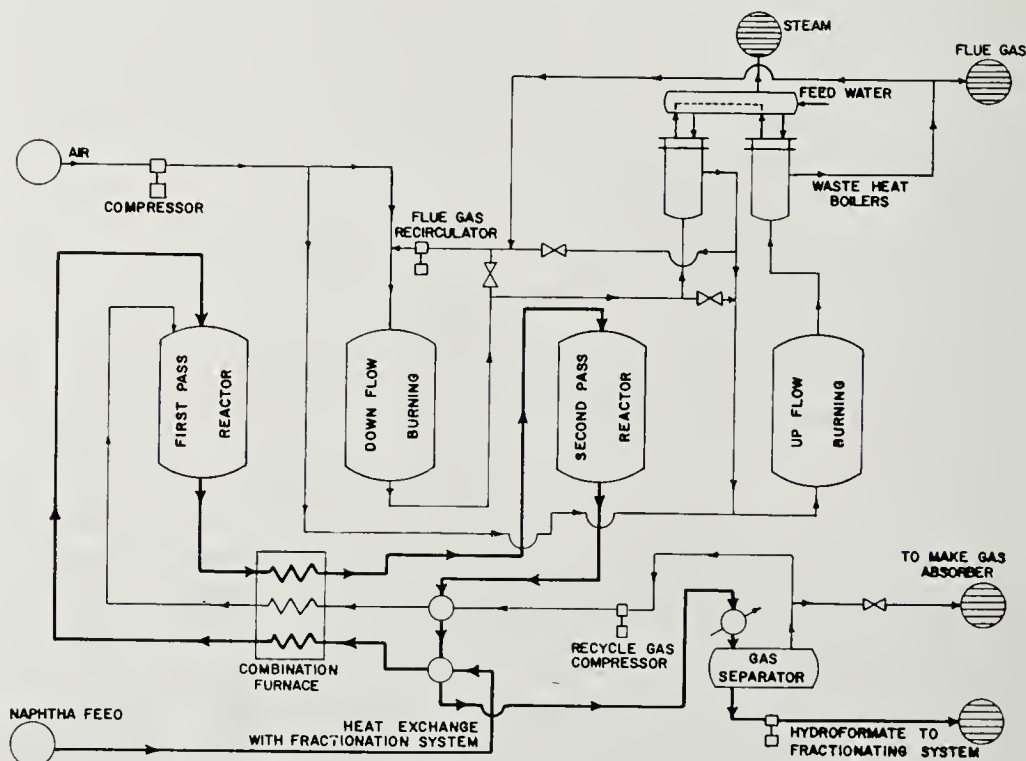 STEAM
FLUE GAS
FEED WATER
AIR
COMPRESSOR
FLUE GAS
RECIRCULATOR
WASTE HEAT
BOILERS
FIRST PASS
REACTOR
DOWN FLOW
BURNING
SECOND PASS
REACTOR
UP FLOW
BURNING
TO MAKE GAS
ABSORBER
COMBINATION
FURNACE
RECYCLE GAS
COMPRESSOR
GAS
SEPARATOR
NAPHTHA FEED
HEAT EXCHANGE
WITH FRACTIONATION SYSTEM
HYDROFORMATE TO
FRACTIONATING SYSTEM